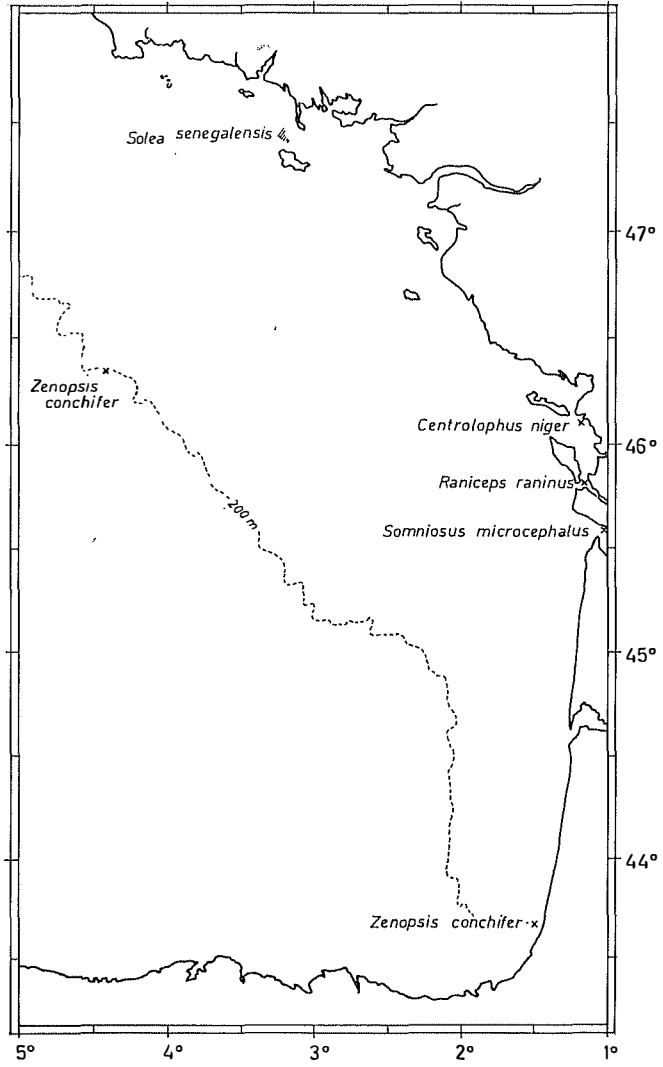 Solea senegalensis
47°
Zenopsis
conchifer
Centrolophus niger
46°
Raniceps raninus
200 m
Somniosus microcephalus
45°
44°
Zenopsis conchifer
5° 4° 3° 2° 1°